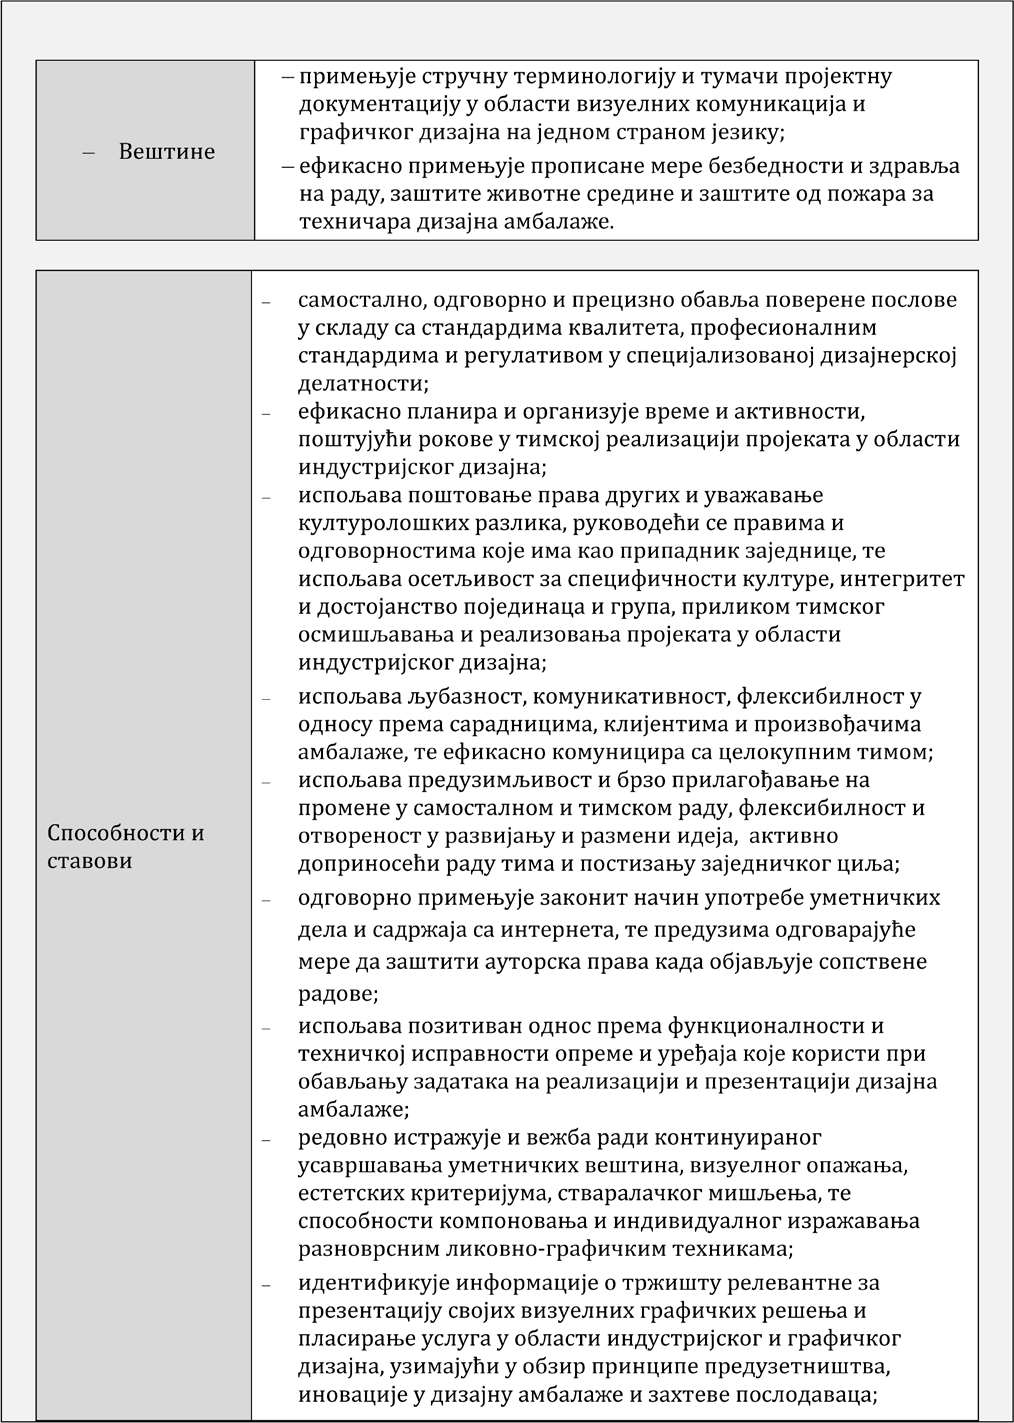 – Вештине
– примењује стручну терминологију и тумачи пројектну
документацију у области визуелних комуникација и
графичког дизајна на једном страном језику;
– ефикасно примењује прописане мере безбедности и здравља
на раду, заштите животне средине и заштите од пожара за
техничара дизајна амбалаже.
Способности и
ставови
– самостално, одговорно и прецизно обавља поверене послове
у складу са стандардима квалитета, професионалним
стандардима и регулативом у специјализованој дизајнерској
делатности;
– ефикасно планира и организује време и активности,
поштујући рокове у тимској реализацији пројеката у области
индустријског дизајна;
– испољава поштовање права других и уважавање
културолошких разлика, руководећи се правима и
одговорностима које има као припадник заједнице, те
испољава осетљивост за специфичности културе, интегритет
и достојанство појединаца и група, приликом тимског
осмишљавања и реализовања пројеката у области
индустријског дизајна;
– испољава љубазност, комуникативност, флексибилност у
односу према сарадницима, клијентима и произвођачима
амбалаже, те ефикасно комуницира са целокупним тимом;
– испољава предузимљивост и брзо прилагођавање на
промене у самосталном и тимском раду, флексибилност и
отвореност у развијању и размени идеја, активно
доприносећи раду тима и постизању заједничког циља;
– одговорно примењује законит начин употребе уметничких
дела и садржаја са интернета, те предузима одговарајуће
мере да заштити ауторска права када објављује сопствене
радове;
– испољава позитиван однос према функционалности и
техничкој исправности опреме и уређаја које користи при
обављању задатака на реализацији и презентацији дизајна
амбалаже;
– редовно истражује и вежба ради континуираног
усавршавања уметничких вештина, визуелног опажања,
естетских критеријума, стваралачког мишљења, те
способности компоновања и индивидуалног изражавања
разноврсним ликовно-графичким техникама;
– идентификује информације о тржишту релевантне за
презентацију својих визуелних графичких решења и
пласирање услуга у области индустријског и графичког
дизајна, узимајући у обзир принципе предузетништва,
иновације у дизајну амбалаже и захтеве послодаваца;